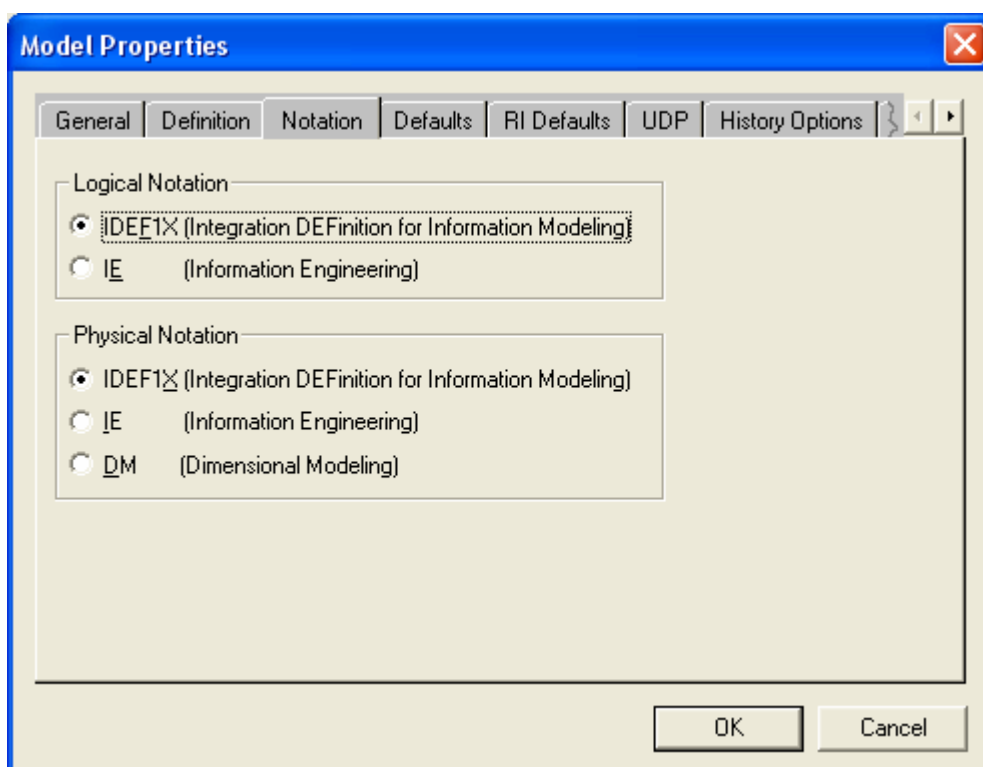 Model Properties
General Definition Notation Defaults RI Defaults UDP History Options
Logical Notation
IDEF1X (Integration DEFinition for Information Modeling)
IE (Information Engineering)
Physical Notation
IDEF1X (Integration DEFinition for Information Modeling)
IE (Information Engineering)
DM (Dimensional Modeling)
OK Cancel